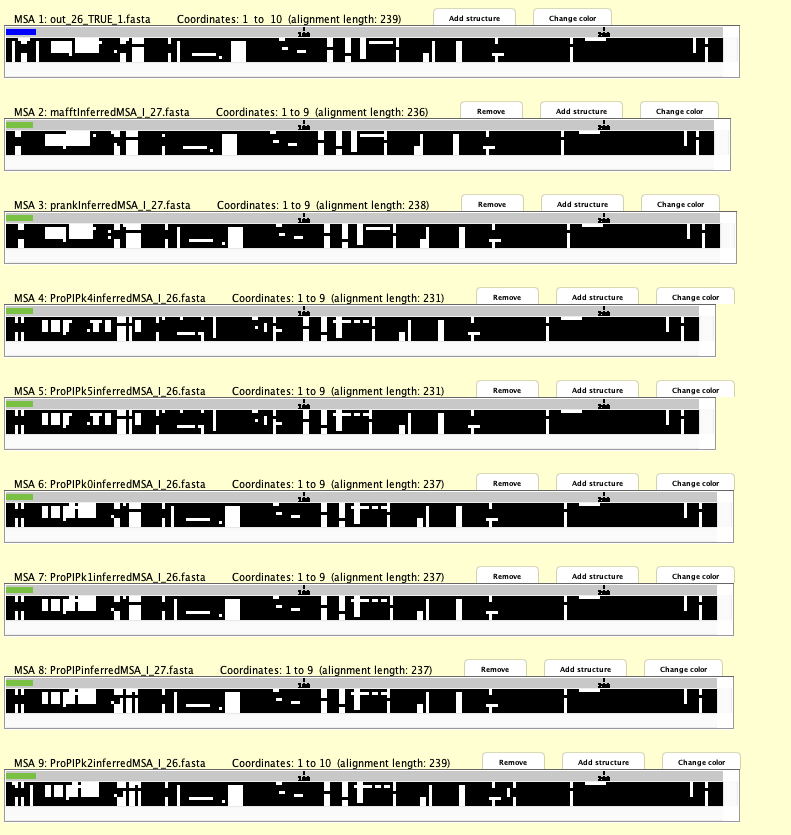 MSA 1: out_26_TRUE_1.fasta Coordinates: 1 to 10 (alignment length: 239) Add structure Change color
100 200
MSA 2: mafftInferredMSA_I_27.fasta Coordinates: 1 to 9 (alignment length: 236) Remove Add structure Change color
100 200
MSA 3: prankInferredMSA_I_27.fasta Coordinates: 1 to 9 (alignment length: 238) Remove Add structure Change color
100 200
MSA 4: ProPIPk4inferredMSA_I_26.fasta Coordinates: 1 to 9 (alignment length: 231) Remove Add structure Change color
100 200
MSA 5: ProPIPk5inferredMSA_I_26.fasta Coordinates: 1 to 9 (alignment length: 231) Remove Add structure Change color
100 200
MSA 6: ProPIPk0inferredMSA_I_26.fasta Coordinates: 1 to 9 (alignment length: 237) Remove Add structure Change color
100 200
MSA 7: ProPIPk1inferredMSA_I_26.fasta Coordinates: 1 to 9 (alignment length: 237) Remove Add structure Change color
100 200
MSA 8: ProPIPinferredMSA_I_27.fasta Coordinates: 1 to 9 (alignment length: 237) Remove Add structure Change color
100 200
MSA 9: ProPIPk2inferredMSA_I_26.fasta Coordinates: 1 to 10 (alignment length: 239) Remove Add structure Change color
100 200